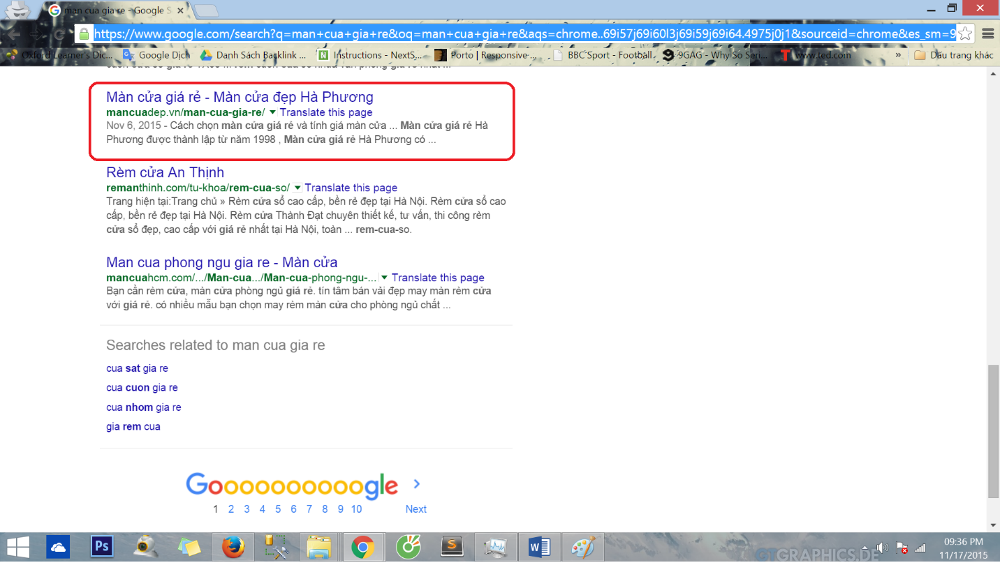 man cua gia re - Google S
https://www.google.com/search?q=man+cua+gia+re&oq=man+cua+gia+re&aqs=chrome..69i57j69i60l3j69i59j69i64.4975j0j1&sourceid=chrome&es_sm=9
Oxford Learner's Dic... Google Dịch Danh Sách Backlink ... Instructions - NextS... Porto | Responsive ... BBC Sport - Football 9GAG - Why So Seri... www.ted.com » Dấu trang khác
Màn cửa giá rẻ - Màn cửa đẹp Hà Phương
mancuadep.vn/man-cua-gia-re/ Translate this page
Nov 6, 2015 - Cách chọn màn cửa giá rẻ và tính giá màn cửa ... Màn cửa giá rẻ Hà
Phương được thành lập từ năm 1998 , Màn cửa giá rẻ Hà Phương có ...
Rèm cửa An Thịnh
remanthinh.com/tu-khoa/rem-cua-so/ Translate this page
Trang hiện tại:Trang chủ » Rèm cửa sổ cao cấp, bền rẻ đẹp tại Hà Nội. Rèm cửa sổ cao
cấp, bền rẻ đẹp tại Hà Nội. Rèm cửa Thành Đạt chuyên thiết kế, tư vấn, thi công rèm
cửa sổ đẹp, cao cấp với giá rẻ nhất tại Hà Nội, toàn ... rem-cua-so.
Man cua phong ngu gia re - Màn cửa
mancuahcm.com/.../Man-cua.../Man-cua-phong-ngu-... Translate this page
Bạn cần rèm cửa, màn cửa phòng ngủ giá rẻ. tín tâm bán vải đẹp may màn rèm cửa
với giá rẻ. có nhiều mẫu bạn chọn may rèm màn cửa cho phòng ngủ chất ...
Searches related to man cua gia re
cua sat gia re
cua cuon gia re
cua nhom gia re
gia rem cua
Goooooooooogle
1 2 3 4 5 6 7 8 9 10 Next
Ps
S
W
GTGRAPHICS.DE
09:36 PM
11/17/2015